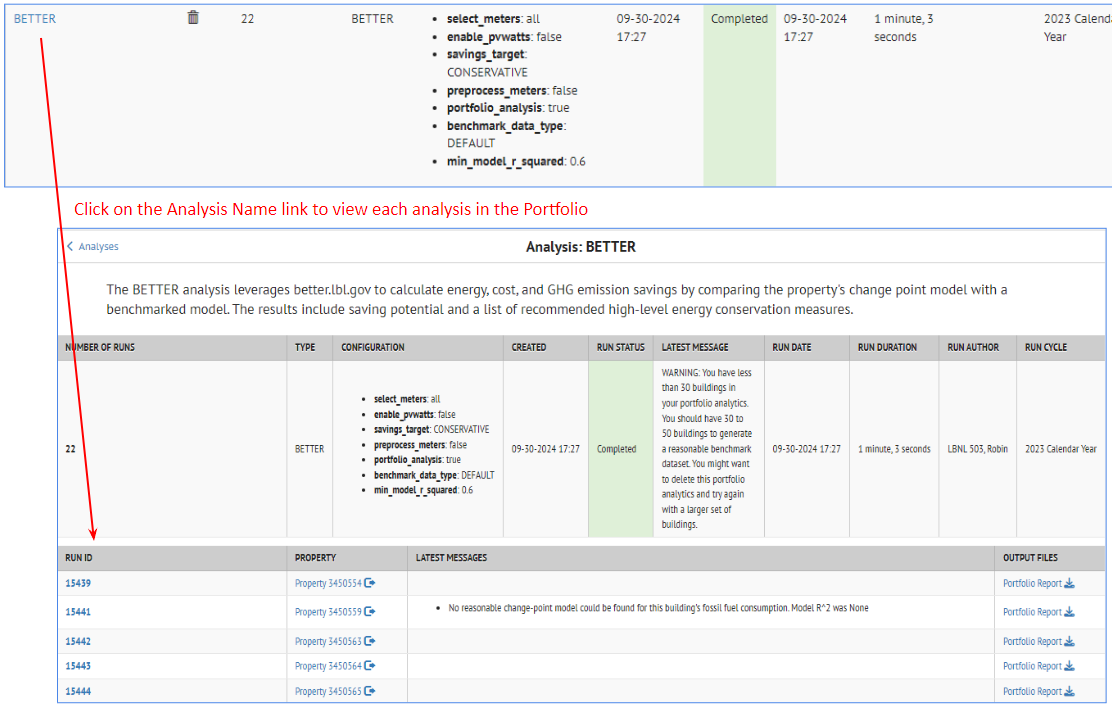 BETTER 22 BETTER • select_meters: all 09-30-2024 Completed 09-30-2024 1 minute, 3 2023 Calenda
• enable_pvwatts: false 17:27 17:27 seconds Year
• savings_target:
CONSERVATIVE
• preprocess_meters: false
• portfolio_analysis: true
• benchmark_data_type:
DEFAULT
• min_model_r_squared: 0.6
Click on the Analysis Name link to view each analysis in the Portfolio
Analyses Analysis: BETTER
The BETTER analysis leverages better.lbl.gov to calculate energy, cost, and GHG emission savings by comparing the property's change point model with a
benchmarked model. The results include saving potential and a list of recommended high-level energy conservation measures.
NUMBER OF RUNS TYPE CONFIGURATION CREATED RUN STATUS LATEST MESSAGE RUN DATE RUN DURATION RUN AUTHOR RUN CYCLE
WARNING: You have less
than 30 buildings in
• select_meters: all your portfolio analytics.
• enable_pvwatts: false You should have 30 to
• savings_target: CONSERVATIVE 50 buildings to generate
22 BETTER • preprocess_meters: false 09-30-2024 17:27 Completed a reasonable benchmark 09-30-2024 17:27 1 minute, 3 seconds LBNL 503, Robin 2023 Calendar Year
• portfolio_analysis: true dataset. You might want
• benchmark_data_type: DEFAULT to delete this portfolio
• min_model_r_squared: 0.6 analytics and try again
with a larger set of
buildings.
RUN ID PROPERTY LATEST MESSAGES OUTPUT FILES
15439 Property 3450554 Portfolio Report
15441 Property 3450559 • No reasonable change-point model could be found for this building's fossil fuel consumption. Model R^2 was None Portfolio Report
15442 Property 3450563 Portfolio Report
15443 Property 3450564 Portfolio Report
15444 Property 3450565 Portfolio Report